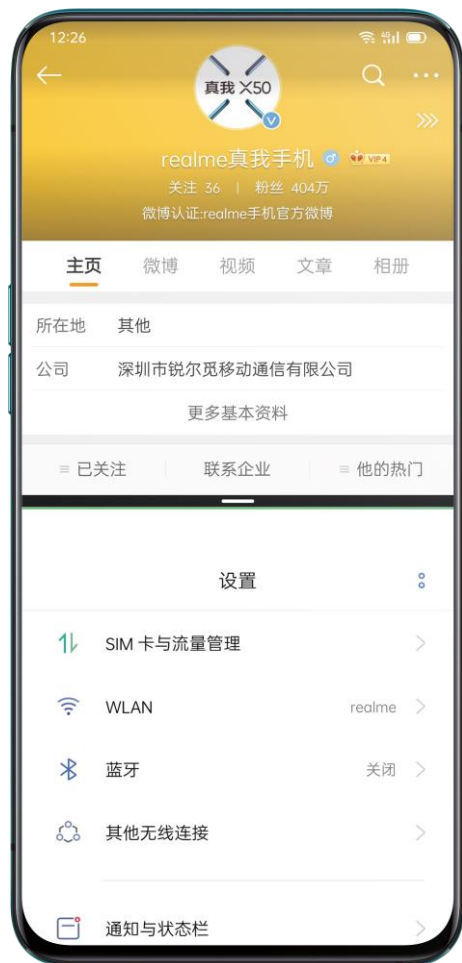 12:26
真我 X50
realme真我手机 VIP 4
关注 36 | 粉丝 404万
微博认证:realme手机官方微博
主页 微博 视频 文章 相册
所在地 其他
公司 深圳市锐尔觅移动通信有限公司
更多基本资料
已关注 联系企业 他的热门
设置
SIM 卡与流量管理
WLAN realme
蓝牙 关闭
其他无线连接
通知与状态栏